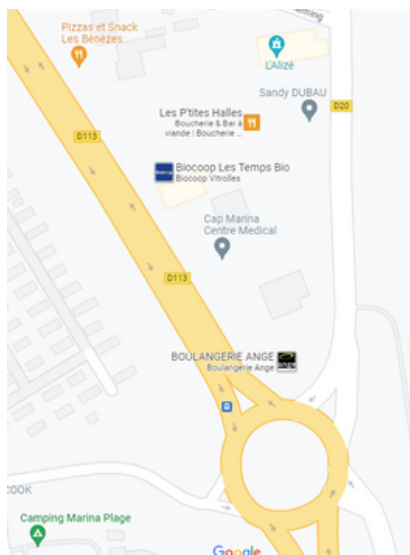 Pizzas et Snack
Les Bénèzes
L'Alizé
Sandy DUBAU
D20
Les P'tites Halles
Boucherie & Bar à
viande | Boucherie ...
D113
Biocoop Les Temps Bio
Biocoop Vitrolles
Cap Marina
Centre Medical
D113
BOULANGERIE ANGE
Boulangerie Ange
COOK
Camping Marina Plage
Google